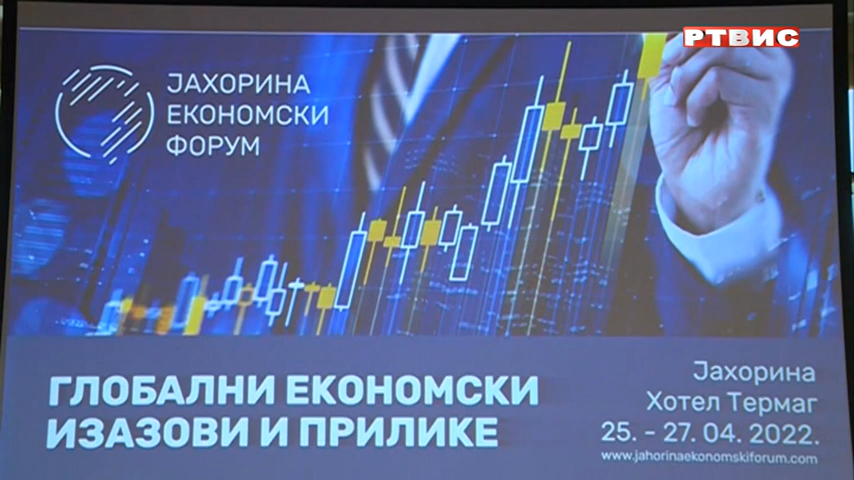 РТВИС
ЈАХОРИНА
ЕКОНОМСКИ
ФОРУМ
ГЛОБАЛНИ ЕКОНОМСКИ
ИЗАЗОВИ И ПРИЛИКЕ
Јахорина
Хотел Термаг
25. - 27. 04. 2022.
www.jahorinaekonomskiforum.com